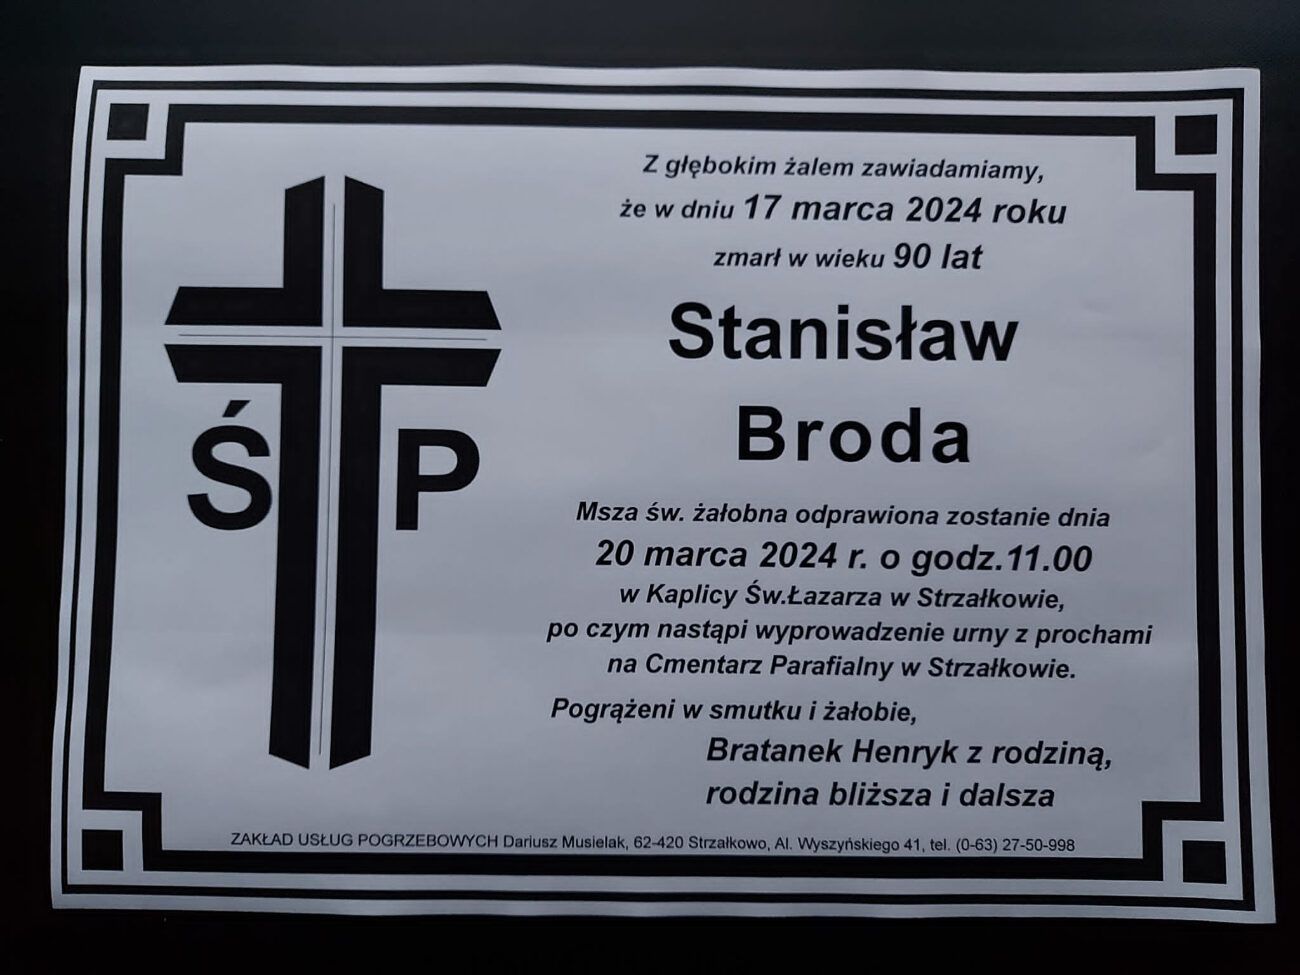 Z głębokim żalem zawiadamiamy,
że w dniu 17 marca 2024 roku
zmarł w wieku 90 lat
Stanisław
Broda
Ś P
Msza św. żałobna odprawiona zostanie dnia
20 marca 2024 r. o godz.11.00
w Kaplicy Św.Łazarza w Strzałkowie,
po czym nastąpi wyprowadzenie urny z prochami
na Cmentarz Parafialny w Strzałkowie.
Pogrążeni w smutku i żałobie,
Bratanek Henryk z rodziną,
rodzina bliższa i dalsza
ZAKŁAD USŁUG POGRZEBOWYCH Dariusz Musielak, 62-420 Strzałkowo, Al. Wyszyńskiego 41, tel. (0-63) 27-50-998